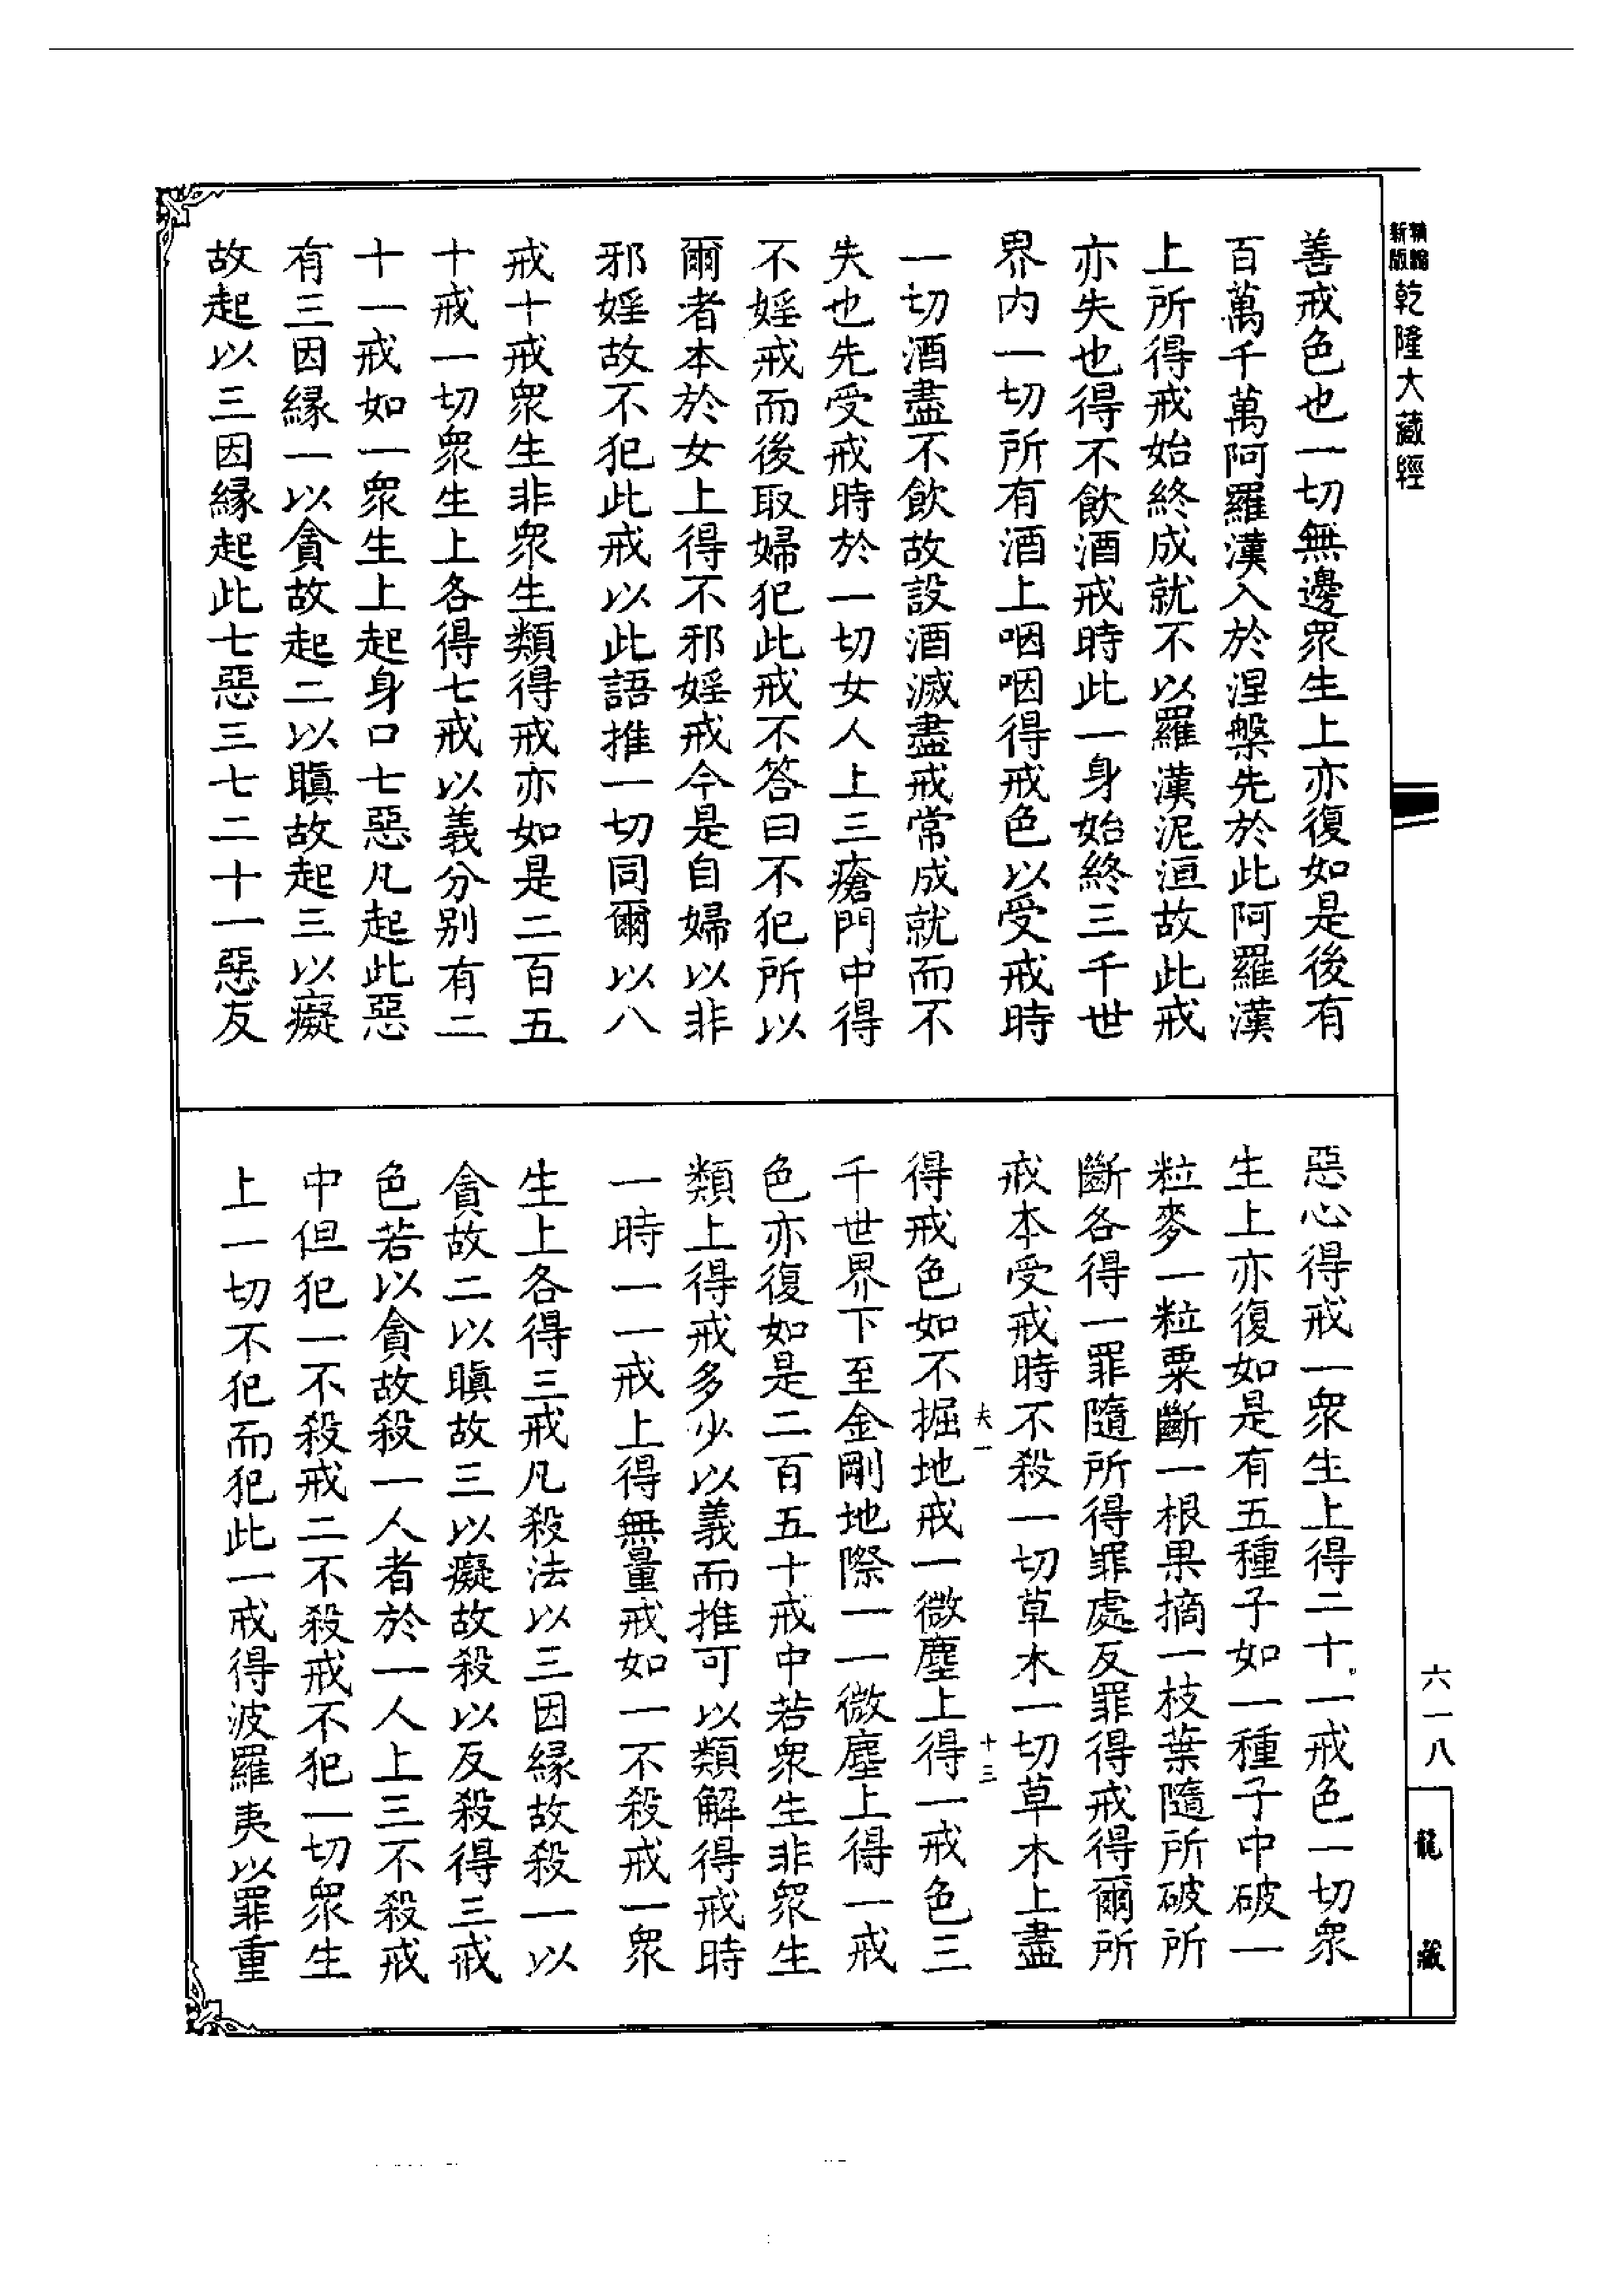 精編新版乾隆大藏經
善戒色也一切無邊眾生上亦復如是後有
百萬千萬阿羅漢入於涅槃先於此阿羅漢
上所得戒始終成就不以羅漢泥洹故此戒
亦失也得不飲酒戒時此一身始終三千世
界內一切所有酒上咽咽得戒色以受戒時
一切酒盡不飲故設酒滅盡戒常成就而不
失也先受戒時於一切女人上三瘡門中得
不婬戒而後取婦犯此戒不答曰不犯所以
爾者本於女上得不邪婬戒今是自婦以非
邪婬故不犯此戒以此語推一切同爾以八
戒十戒眾生非眾生類得戒亦如是二百五
十戒一切眾生上各得七戒以義分別有二
十一戒如一眾生上起身口七惡凡起此惡
有三因緣一以貪故起二以瞋故起三以癡
故起以三因緣起此七惡三七二十一惡反
惡心得戒一眾生上得二十一戒色一切眾
生上亦復如是有五種子如一種子中破一
粒麥一粒粟斷一根果摘一枝葉隨所破所
斷各得一罪隨所得罪處反罪得戒得爾所
戒本受戒時不殺一切草木一切草木上盡
夫一
十三
得戒色如不掘地戒一微塵上得一戒色三
千世界下至金剛地際一一微塵上得一戒
色亦復如是二百五十戒中若眾生非眾生
類上得戒多少以義而推可以類解得戒時
一時一一戒上得無量戒如一不殺戒一眾
生上各得三戒凡殺法以三因緣故殺一以
貪故二以瞋故三以癡故殺以反殺得三戒
色若以貪故殺一人者於一人上三不殺戒
中但犯一不殺戒二不殺戒不犯一切眾生
上一切不犯而犯此一戒得波羅夷以罪重
六一八
龍藏